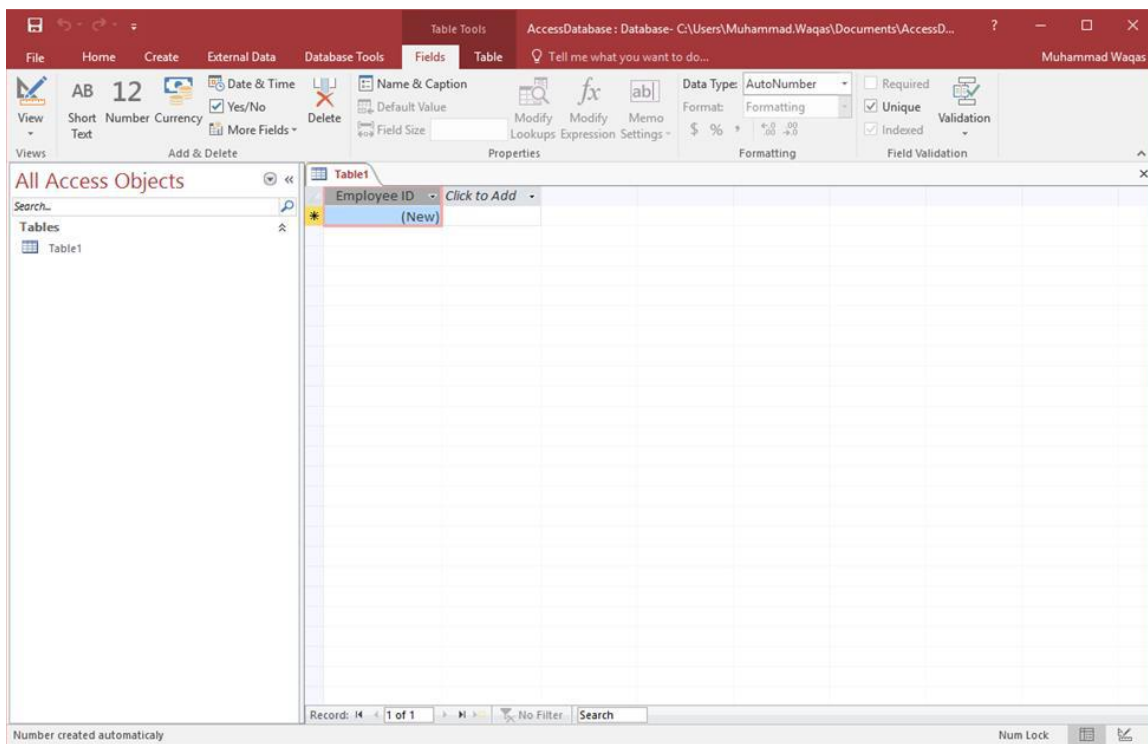 Table Tools
AccessDatabase : Database- C:\Users\Muhammad.Waqas\Documents\AccessD...
?
File Home Create External Data Database Tools Fields Table Tell me what you want to do... Muhammad Waqas
View
AB
Short Text
12
Number
Currency
Date & Time
Yes/No
More Fields
Delete
Name & Caption
Default Value
Field Size
Modify Lookups
fx
Modify Expression
ab
Memo Settings
Data Type: AutoNumber
Format: Formatting
$ % , .00 .00 →.0
Required
Unique
Indexed
Validation
Views Add & Delete Properties Formatting Field Validation
All Access Objects
Search...
Tables
Table1
Table1
Employee ID Click to Add
(New)
Record: 1 of 1 No Filter Search
Number created automaticaly Num Lock